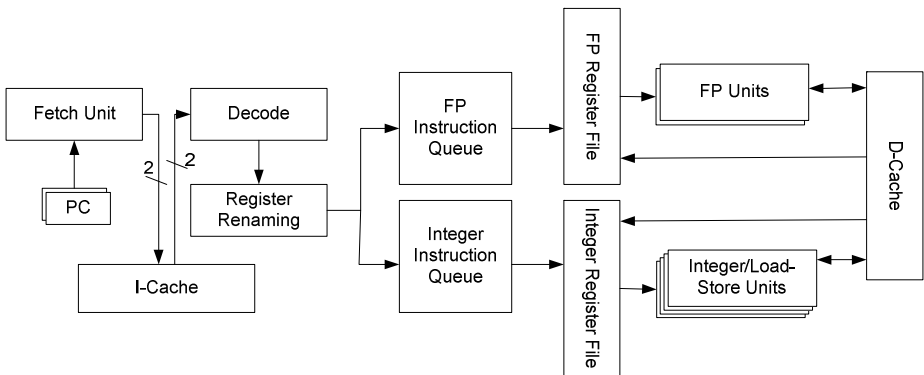 Fetch Unit
PC
2
2
I-Cache
Decode
Register
Renaming
FP
Instruction
Queue
Integer
Instruction
Queue
FP Register File
Integer Register File
FP Units
Integer/Load-
Store Units
D-Cache